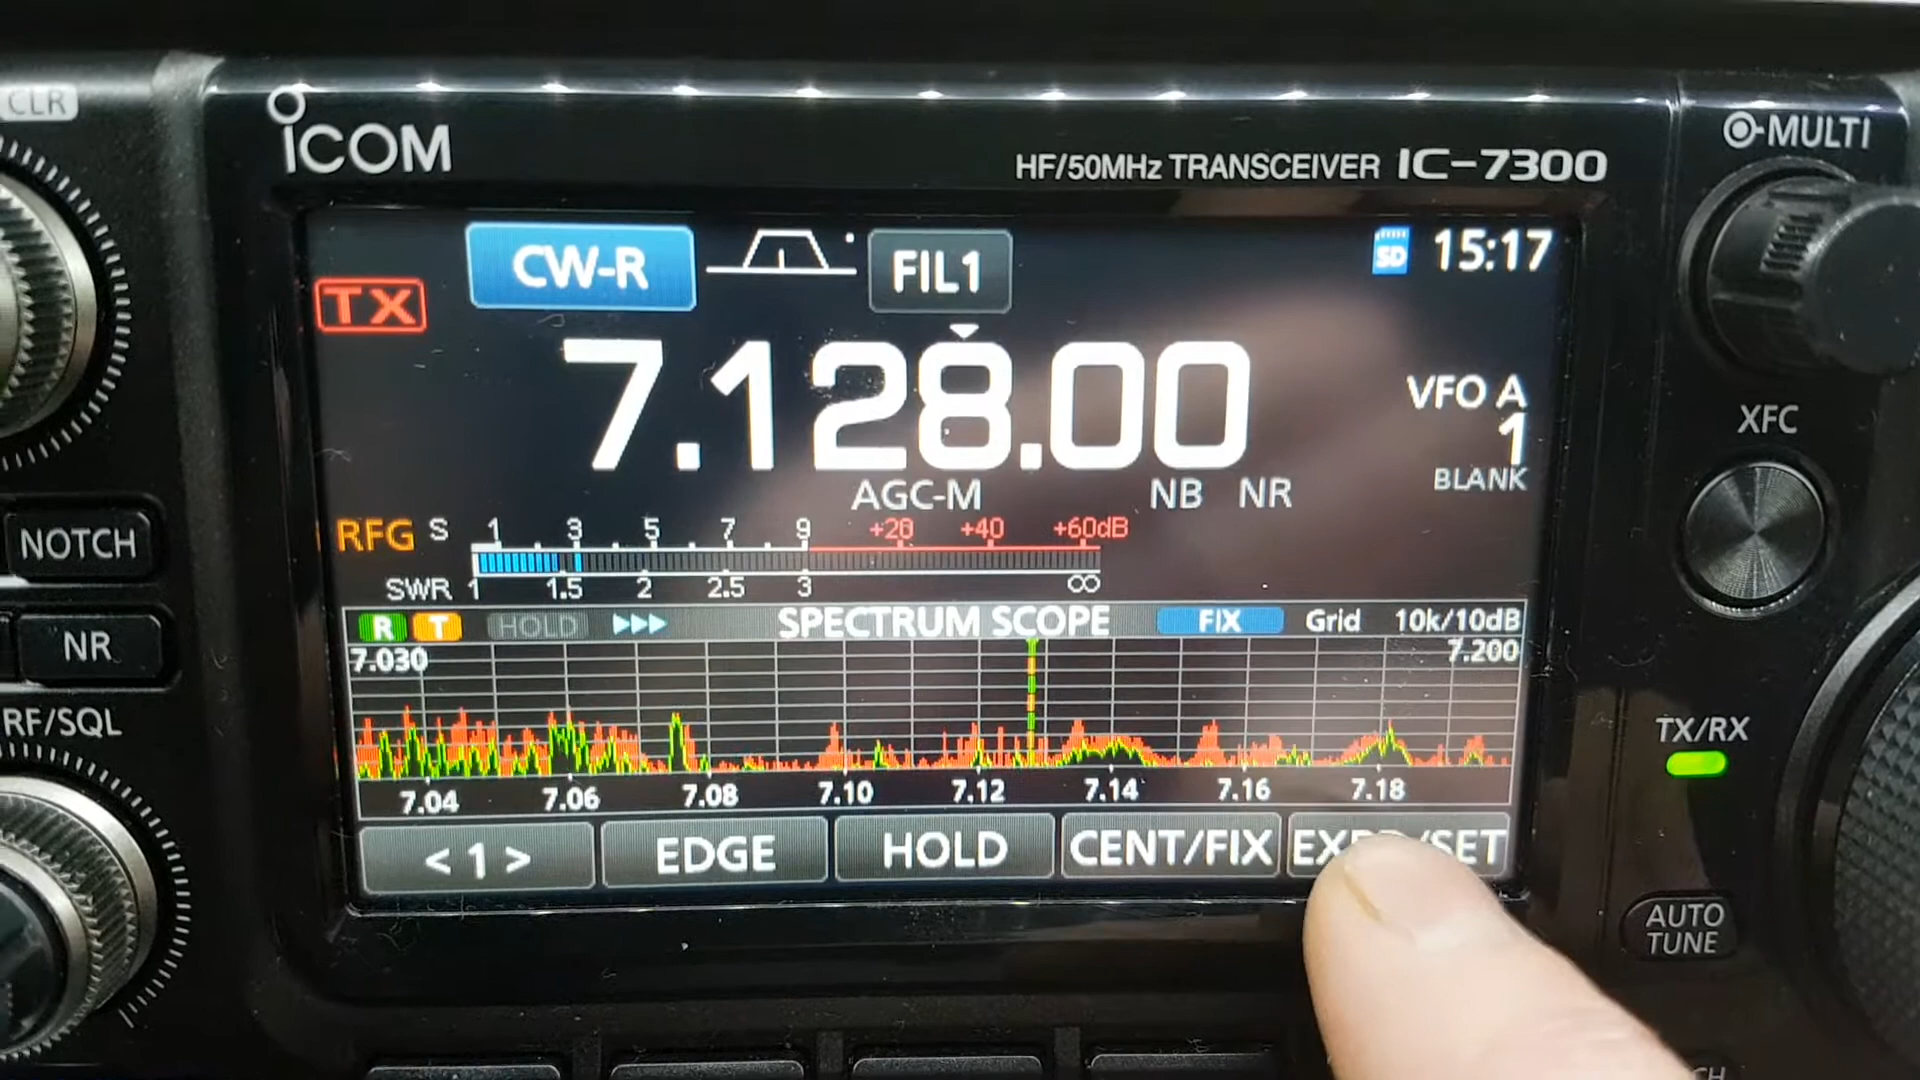 CLR
ICOM
HF/50MHz TRANSCEIVER IC-7300
MULTI
CW-R
FIL1
SD 15:17
TX
7.128.00
VFO A
1
BLANK
XFC
AGC-M NB NR
RFG S 1 3 5 7 9 +20 +40 +60dB
SWR 1 1.5 2 2.5 3 ∞
NOTCH
NR
R T HOLD SPECTRUM SCOPE FIX Grid 10k/10dB
7.030 7.200
RF/SQL
TX/RX
7.04 7.06 7.08 7.10 7.12 7.14 7.16 7.18
< 1 > EDGE HOLD CENT/FIX
AUTO
TUNE